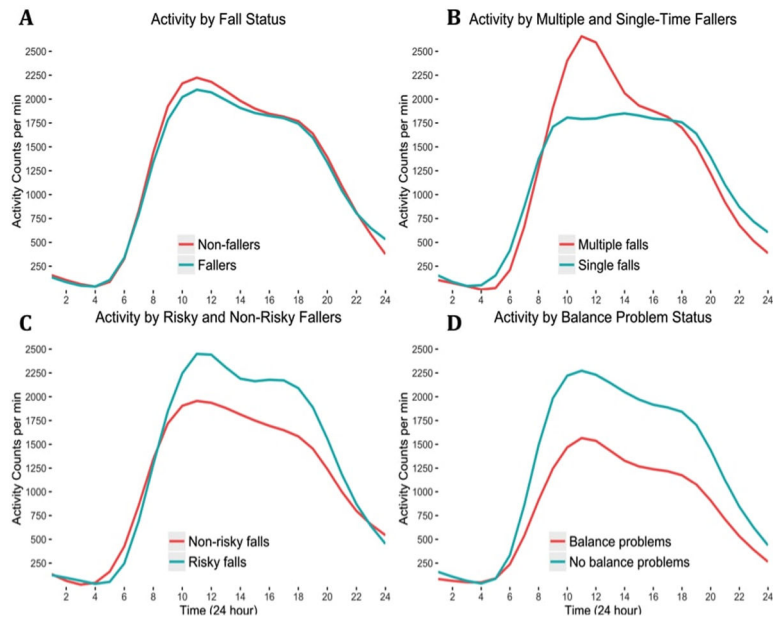 A
Activity by Fall Status
Activity Counts per min
2500
2250
2000
1750
1500
1250
1000
750
500
250
Non-fallers
Fallers
2 4 6 8 10 12 14 16 18 20 22 24
B
Activity by Multiple and Single-Time Fallers
Activity Counts per min
2500
2250
2000
1750
1500
1250
1000
750
500
250
Multiple falls
Single falls
2 4 6 8 10 12 14 16 18 20 22 24
C
Activity by Risky and Non-Risky Fallers
Activity Counts per min
2500
2250
2000
1750
1500
1250
1000
750
500
250
Non-risky falls
Risky falls
2 4 6 8 10 12 14 16 18 20 22 24
Time (24 hour)
D
Activity by Balance Problem Status
Activity Counts per min
2500
2250
2000
1750
1500
1250
1000
750
500
250
Balance problems
No balance problems
2 4 6 8 10 12 14 16 18 20 22 24
Time (24 hour)